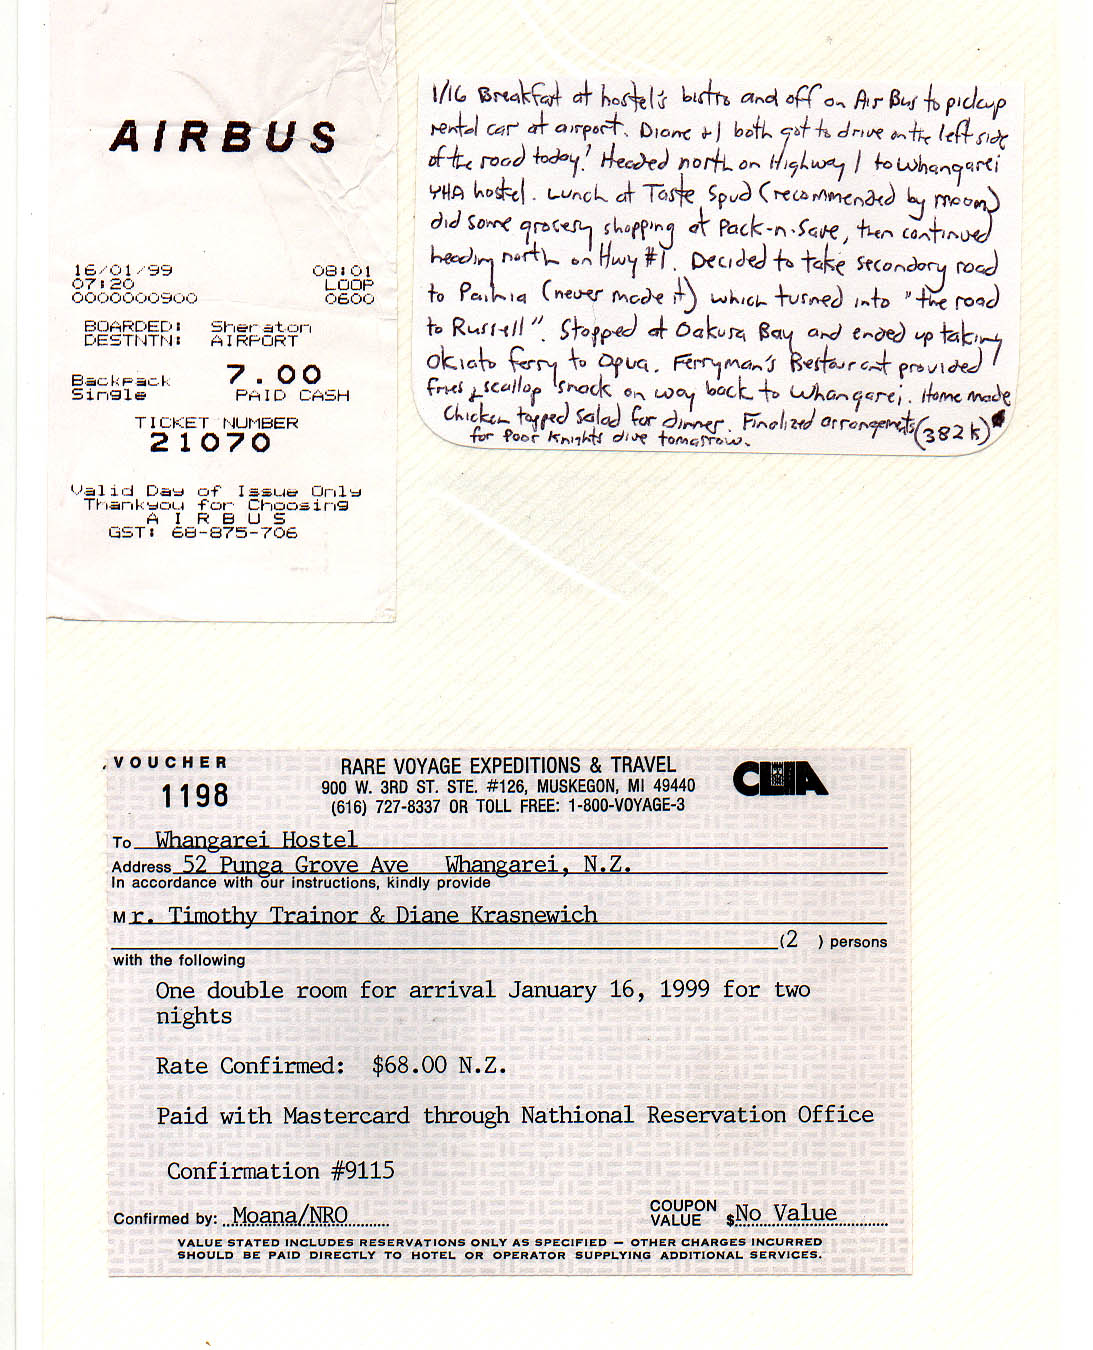 AIRBUS
16/01/99 08:01
07:20 LOOP
0000000900 0600
BOARDED: Sheraton
DESTNTN: AIRPORT
Backpack 7.00
Single PAID CASH
TICKET NUMBER
21070
Valid Day of Issue Only
Thankyou for Choosing
A I R B U S
GST: 68-875-706
1/16 Breakfast at hostel's bistro and off on Air Bus to pickup
rental car at airport. Diane + I both got to drive on the left side
of the road today! Headed north on Highway 1 to Whangarei
YHA hostel. Lunch at Taste Spud (recommended by moon)
did some grocery shopping at Pack-n-Save, then continued
heading north on Hwy #1. Decided to take secondary road
to Paihia (never made it) which turned into "the road
to Russell". Stopped at Oakura Bay and ended up taking
Okiato ferry to Opua. Ferryman's Restaurant provided
fries & scallop snack on way back to Whangarei. Home made
Chicken topped salad for dinner. Finalized arrangements (382 k)
for Poor Knights dive tomorrow.
VOUCHER
1198
RARE VOYAGE EXPEDITIONS & TRAVEL
900 W. 3RD ST. STE. #126, MUSKEGON, MI 49440
(616) 727-8337 OR TOLL FREE: 1-800-VOYAGE-3
CLIA
To Whangarei Hostel
Address 52 Punga Grove Ave Whangarei, N.Z.
In accordance with our instructions, kindly provide
Mr. Timothy Trainor & Diane Krasnewich
(2 ) persons
with the following
One double room for arrival January 16, 1999 for two
nights
Rate Confirmed: $68.00 N.Z.
Paid with Mastercard through Nathional Reservation Office
Confirmation #9115
Confirmed by: Moana/NRO
COUPON
VALUE $No Value
VALUE STATED INCLUDES RESERVATIONS ONLY AS SPECIFIED – OTHER CHARGES INCURRED
SHOULD BE PAID DIRECTLY TO HOTEL OR OPERATOR SUPPLYING ADDITIONAL SERVICES.